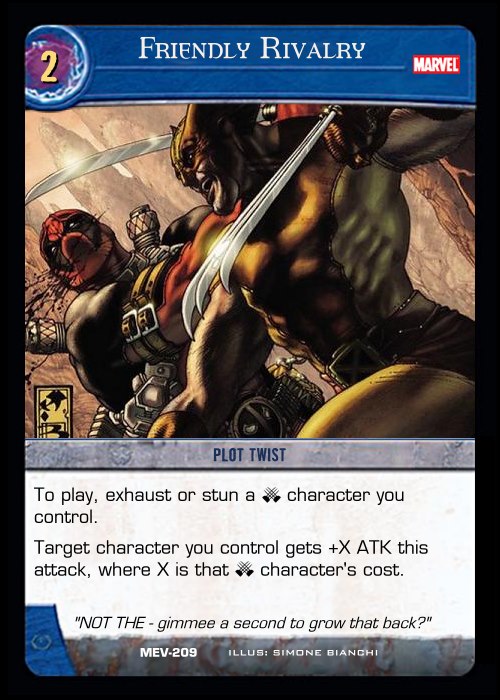 2
FRIENDLY RIVALRY
MARVEL
PLOT TWIST
To play, exhaust or stun a character you
control.
Target character you control gets +X ATK this
attack, where X is that character's cost.
"NOT THE - gimmee a second to grow that back?"
MEV-209 ILLUS: SIMONE BIANCHI